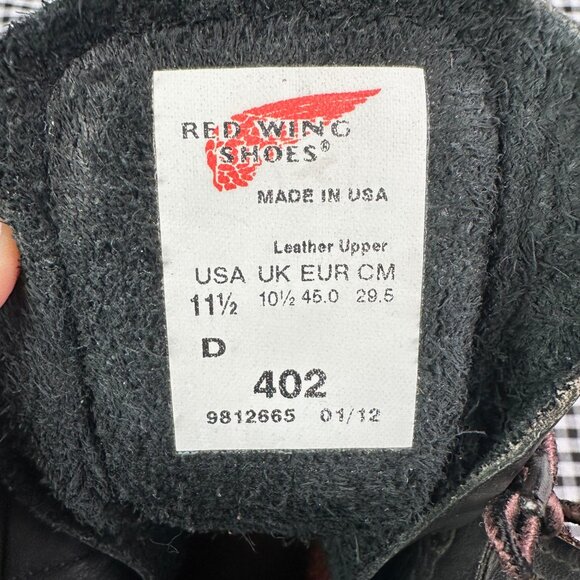 RED WING
SHOES®
MADE IN USA
Leather Upper
USA UK EUR CM
11½ 10½ 45.0 29.5
D
402
9812665 01/12